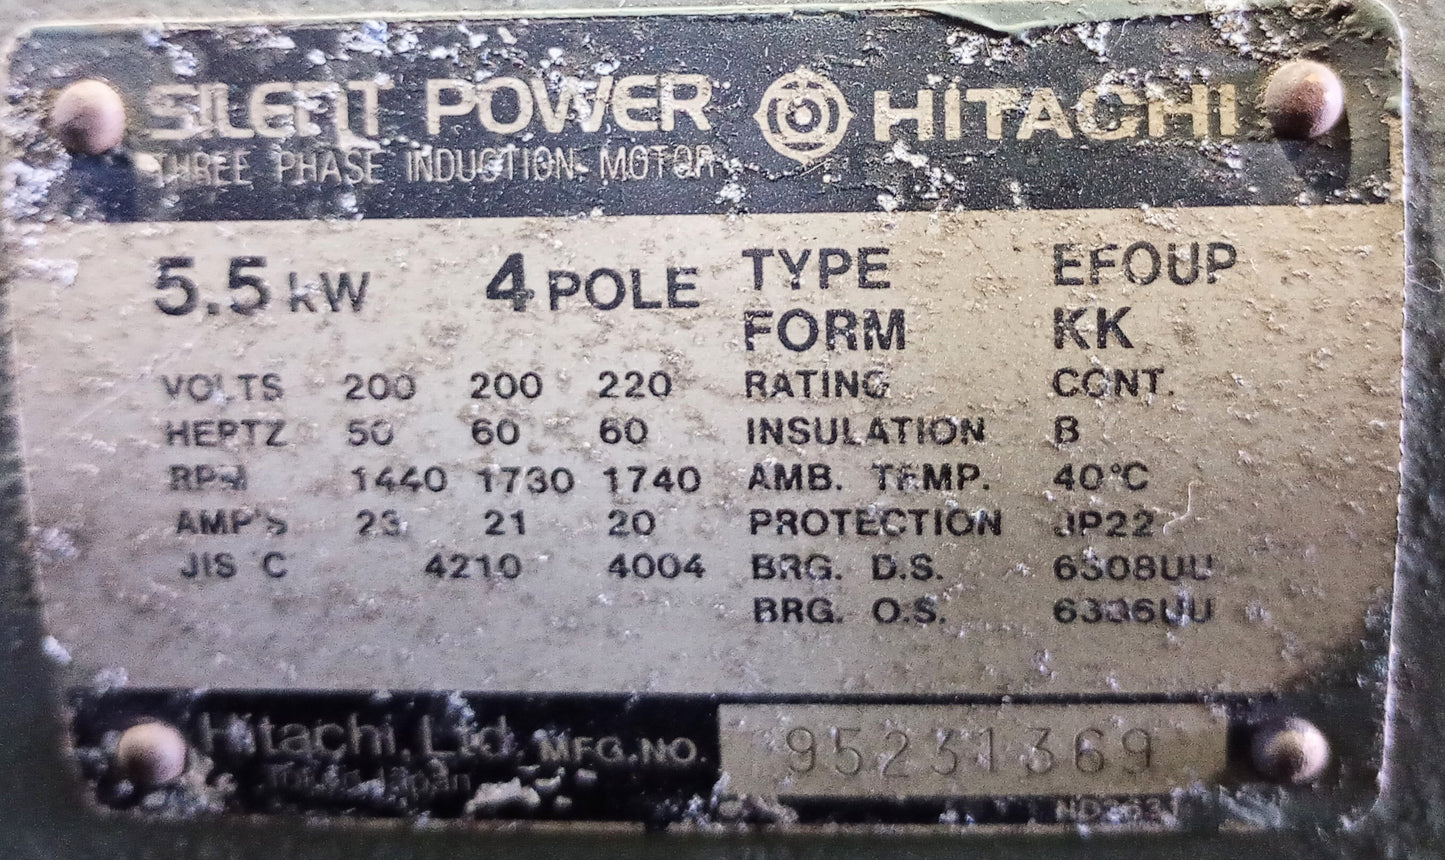 SILENT POWER HITACHI
THREE PHASE INDUCTION MOTOR
5.5 kW 4 POLE
TYPE EFOUP
FORM KK
VOLTS 200 200 220
HERTZ 50 60 60
RPM 1440 1730 1740
AMP'S 23 21 20
JIS C 4210 4004
RATING CONT.
INSULATION B
AMB. TEMP. 40°C
PROTECTION JP22
BRG. D.S. 6308UU
BRG. O.S.
Hitachi, Ltd. MFG.NO. 95231369
Tokyo Japan